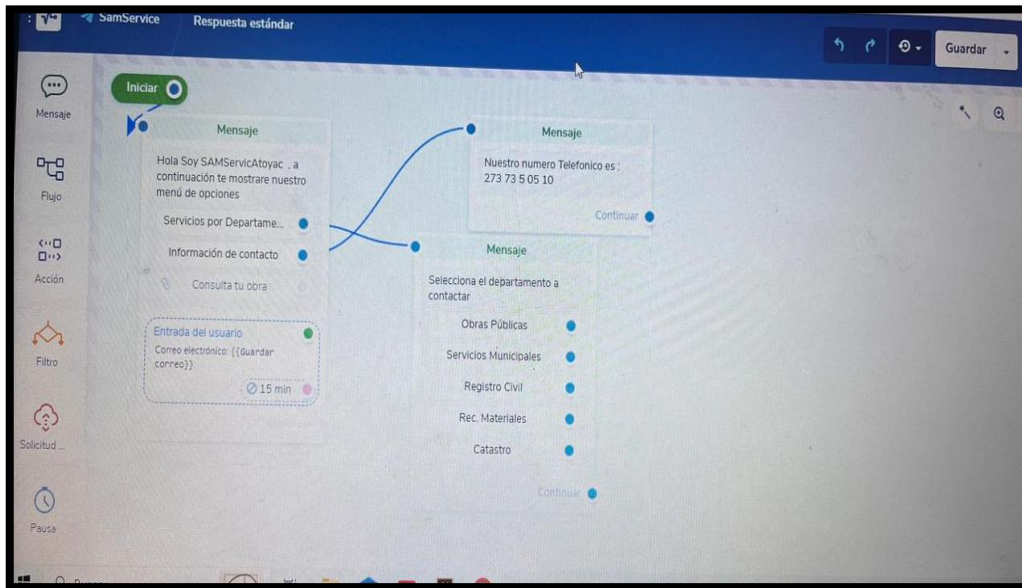 SamService
Respuesta estándar
Guardar
Mensaje
Flujo
Acción
Filtro
Solicitud ...
Pausa
Iniciar
Mensaje
Hola Soy SAMServicAtoyac , a
continuación te mostrare nuestro
menú de opciones
Servicios por Departame...
Información de contacto
Consulta tu obra
Entrada del usuario
Correo electrónico: {{Guardar
correo}}
15 min
Mensaje
Nuestro numero Telefonico es :
273 73 5 05 10
Continuar
Mensaje
Selecciona el departamento a
contactar
Obras Públicas
Servicios Municipales
Registro Civil
Rec. Materiales
Catastro
Continuar